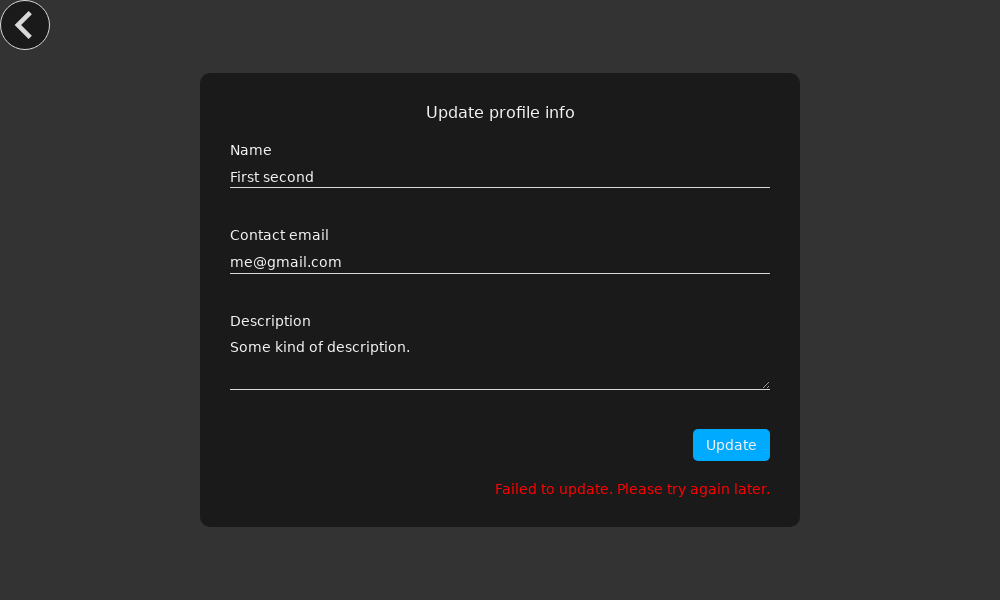 Update profile info
Name
First second
Contact email
me@gmail.com
Description
Some kind of description.
Update
Failed to update. Please try again later.